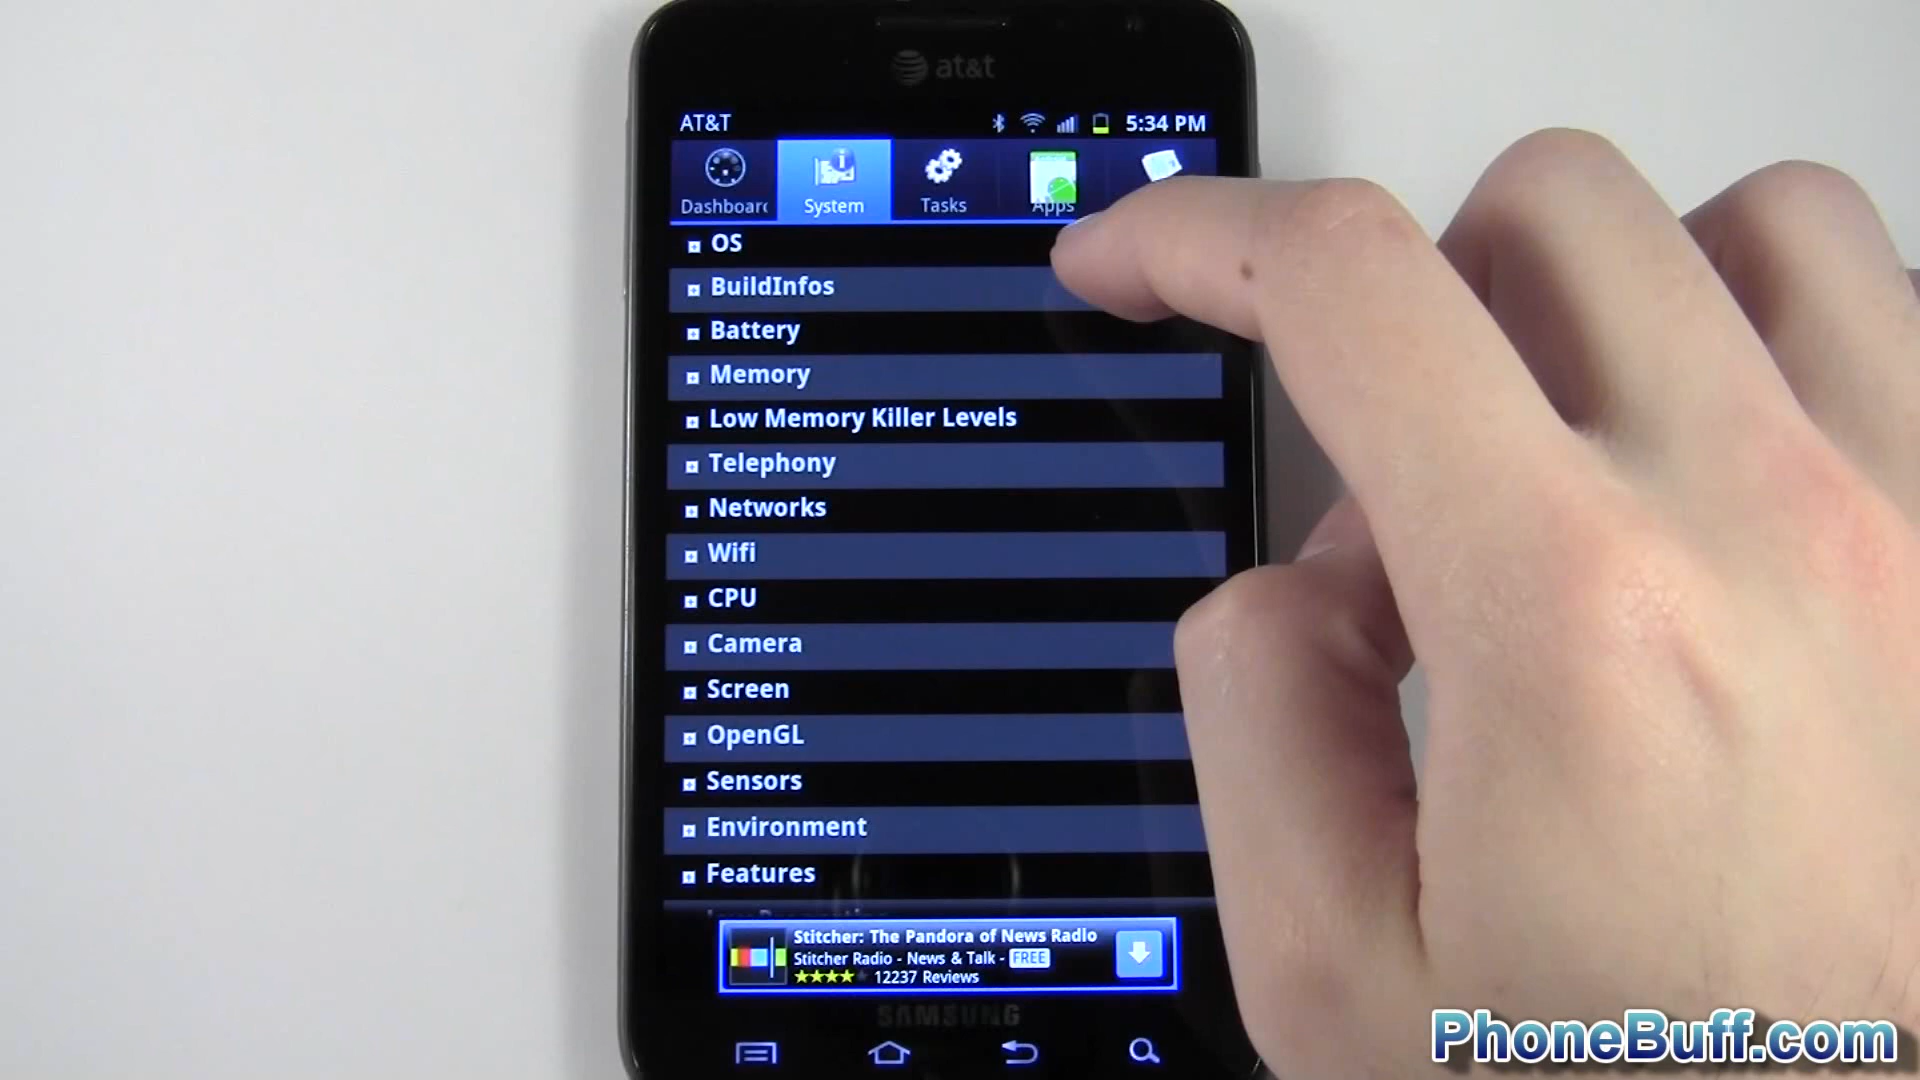 at&t
AT&T 5:34 PM
Dashboard System Tasks Apps
OS
BuildInfos
Battery
Memory
Low Memory Killer Levels
Telephony
Networks
Wifi
CPU
Camera
Screen
OpenGL
Sensors
Environment
Features
Stitcher: The Pandora of News Radio
Stitcher Radio - News & Talk - FREE
12237 Reviews
SAMSUNG
PhoneBuff.com